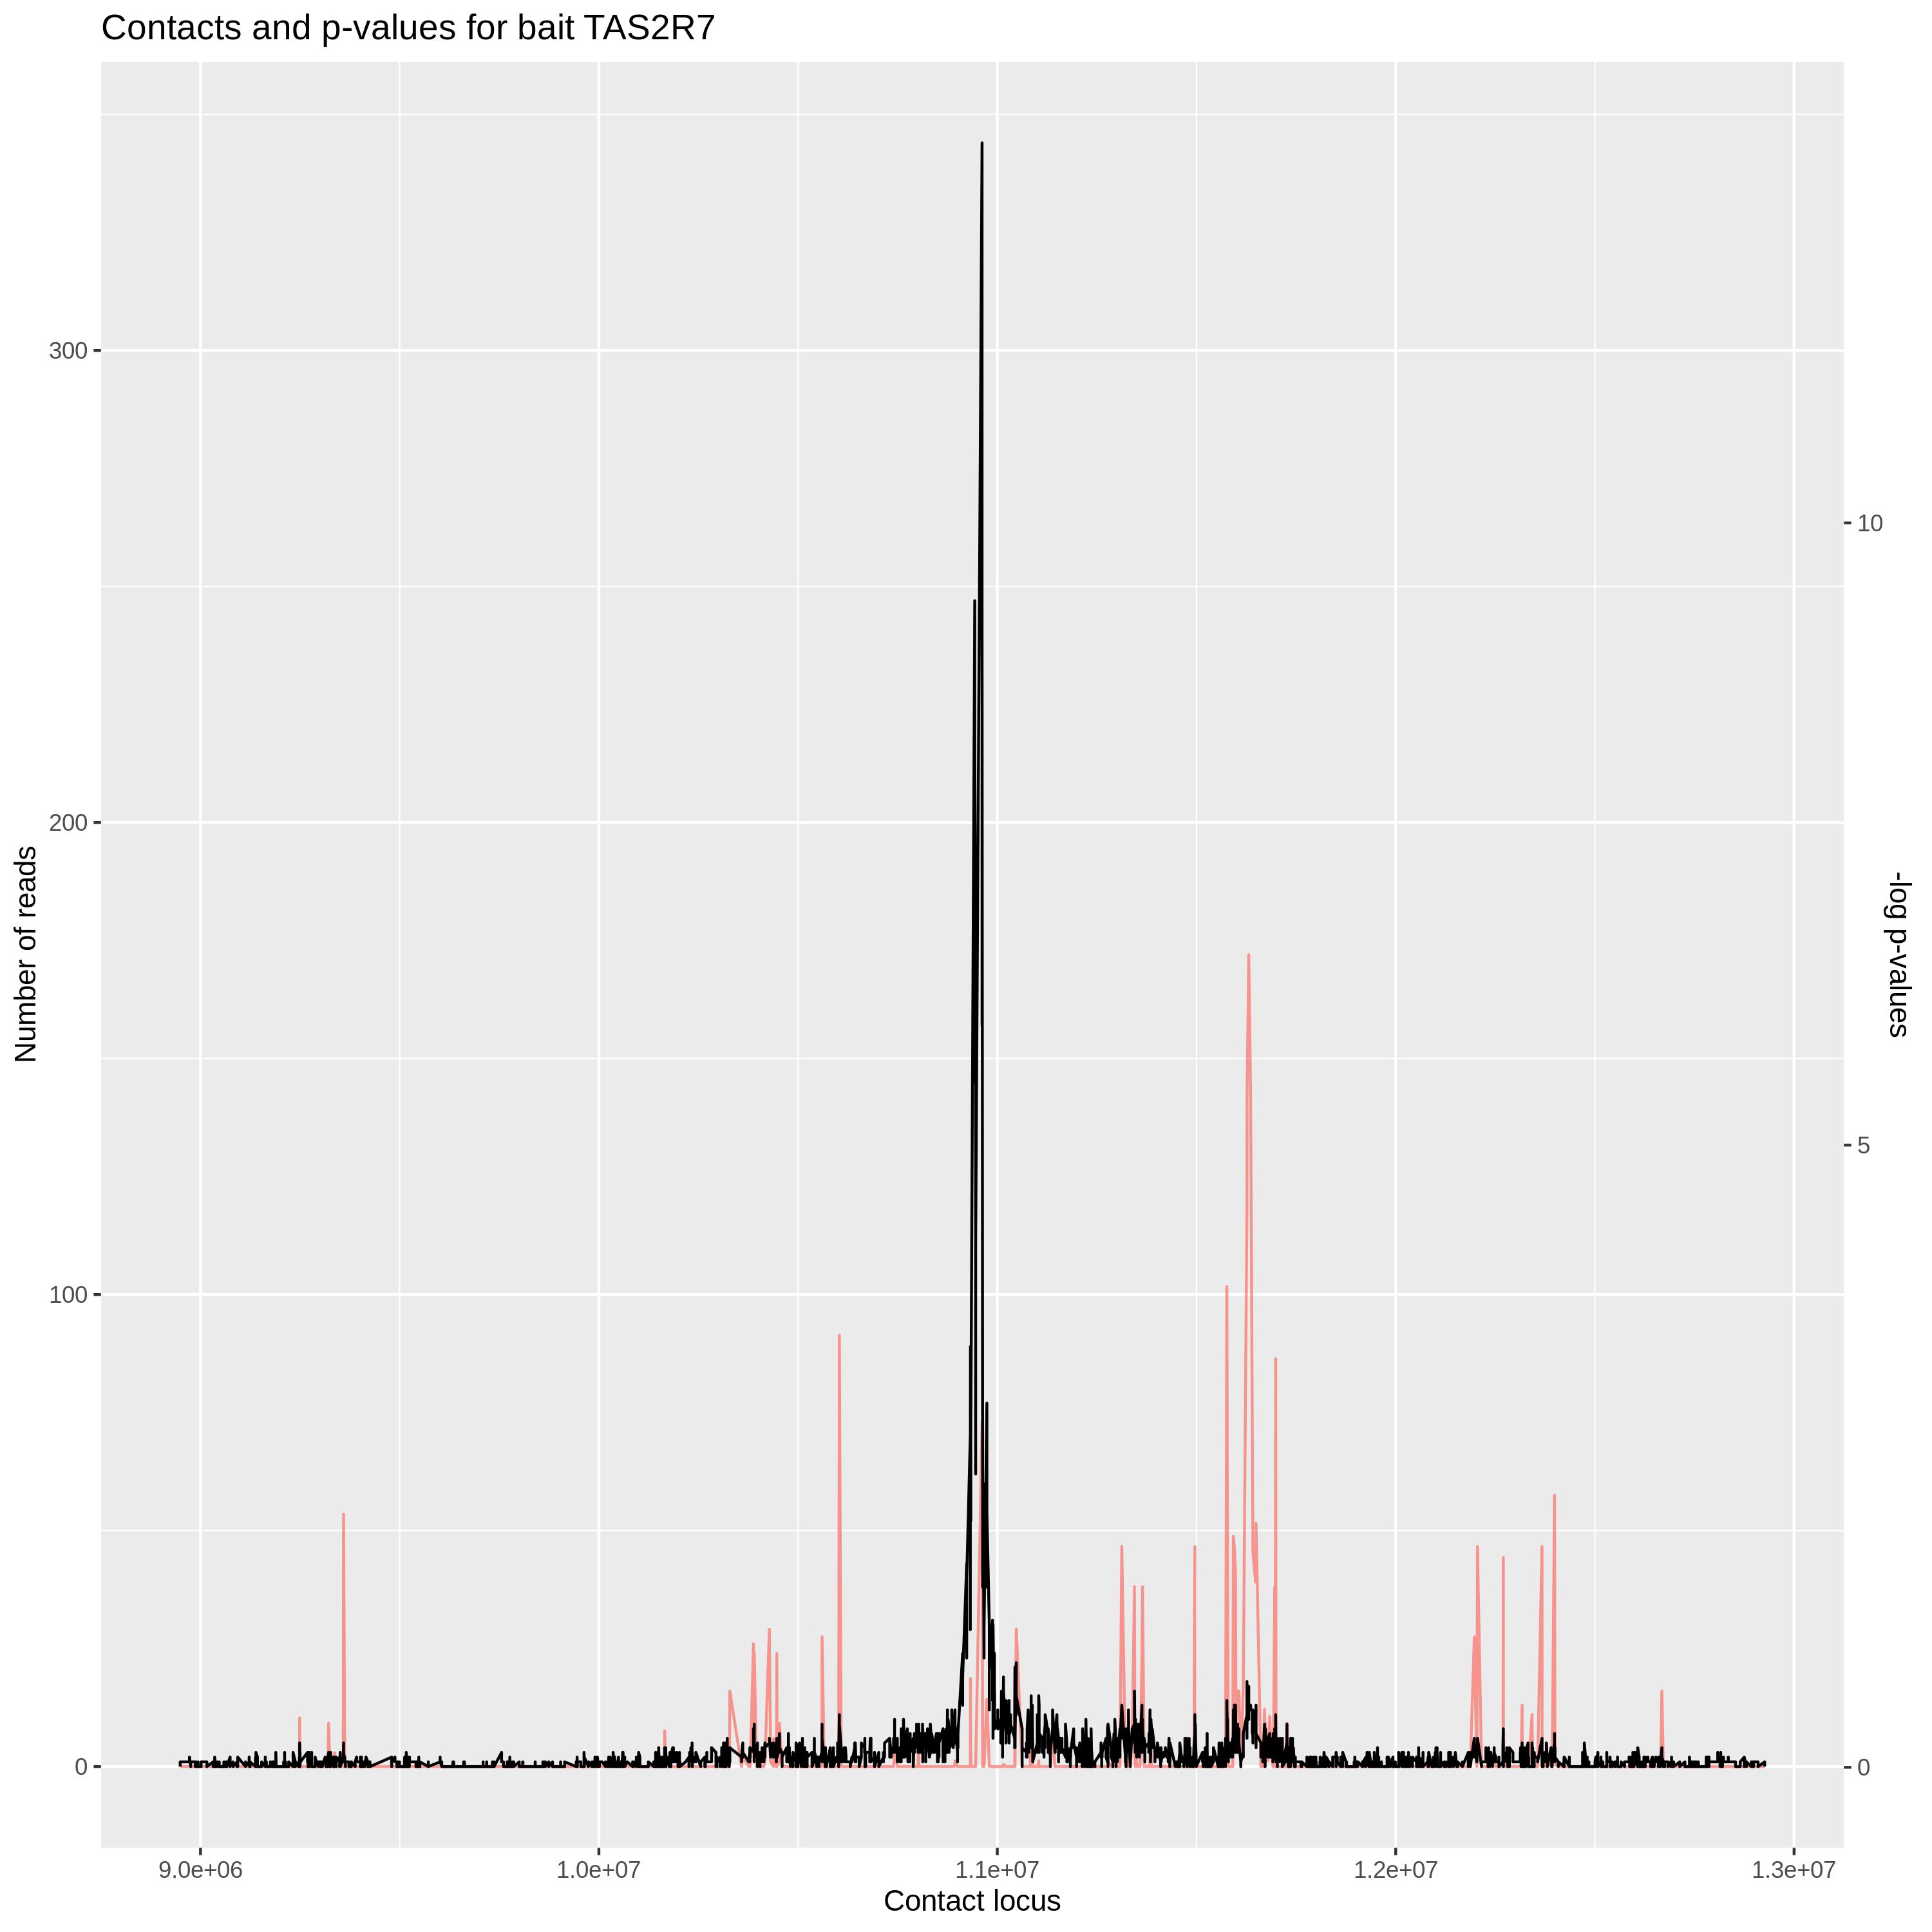 Contacts and p-values for bait TAS2R7
300
200
100
0
Number of reads
10
5
0
-log p-values
9.0e+06
1.0e+07
1.1e+07
1.2e+07
1.3e+07
Contact locus